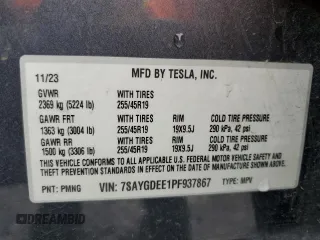 MFD BY TESLA, INC.
11/23
GVWR WITH TIRES
2369 kg (5224 lb) 255/45R19
GAWR FRT WITH TIRES RIM COLD TIRE PRESSURE
1363 kg (3004 lb) 255/45R19 19X9.5J 290 kPa, 42 psi
GAWR RR WITH TIRES RIM COLD TIRE PRESSURE
1500 kg (3306 lb) 255/45R19 19X9.5J 290 kPa, 42 psi
THIS VEHICLE CONFORMS TO ALL APPLICABLE FEDERAL MOTOR VEHICLE SAFETY
AND THEFT PREVENTION STANDARDS IN EFFECT ON THE DATE OF MANUFACTURE
SHOWN ABOVE.
PNT: PMNG VIN: 7SAYGDEE1PF937867 TYPE: MPV
DREAMBID